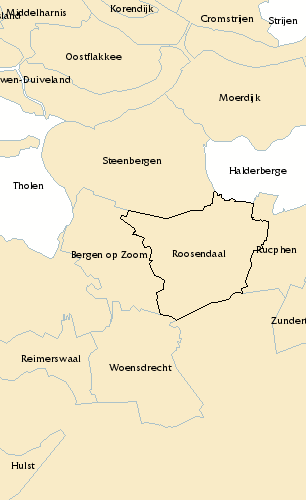 Korendijk
Middelharnis
land
Cromstrijen
Strijen
Oostflakkee
wen-Duiveland
Moerdijk
Steenbergen
Halderberge
Tholen
Bergen op Zoom
Roosendaal
Rucphen
Zundert
Reimerswaal
Woensdrecht
Hulst